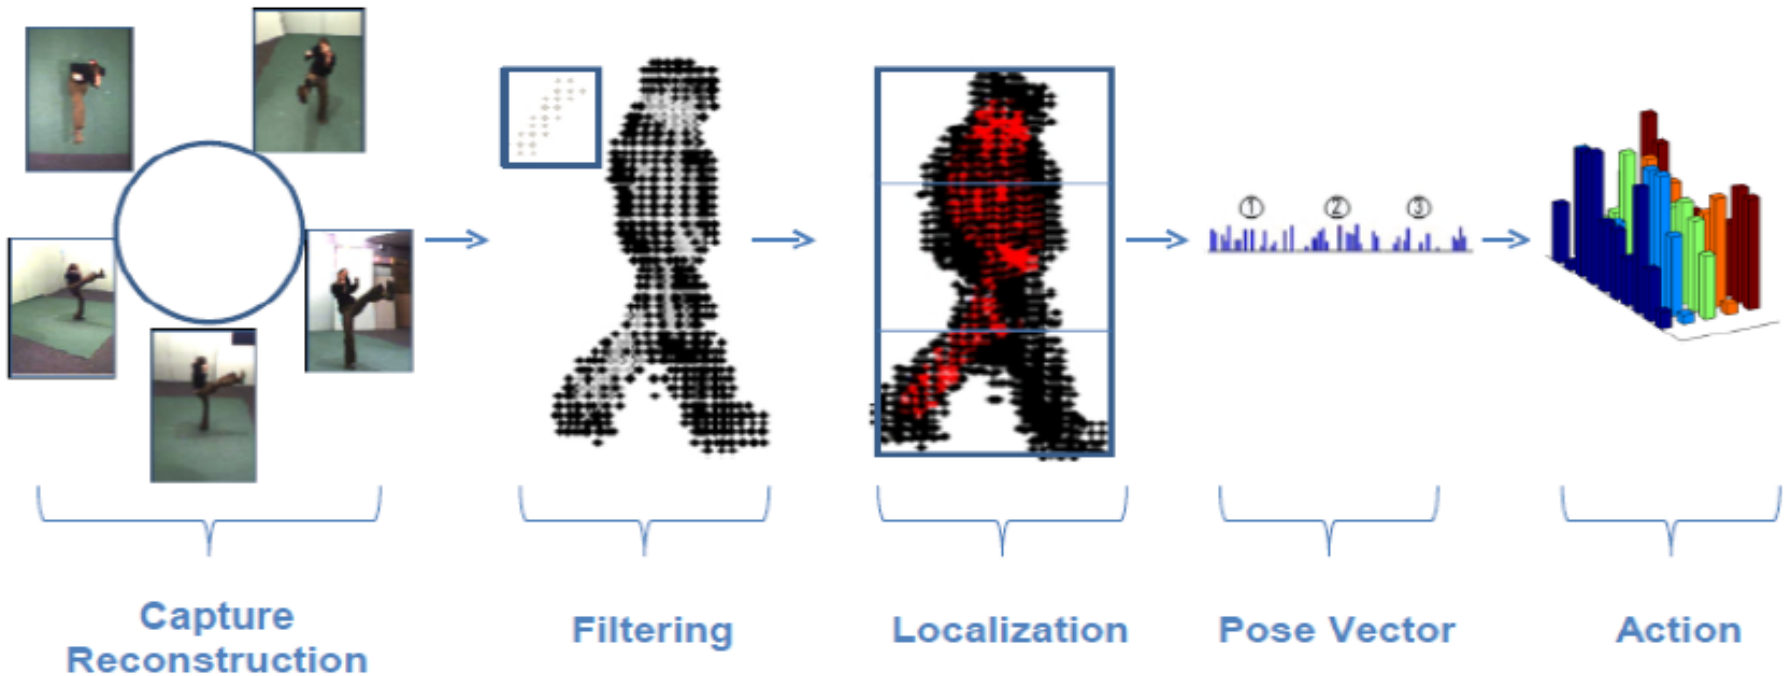 ① ② ③
Capture
Reconstruction
Filtering
Localization
Pose Vector
Action